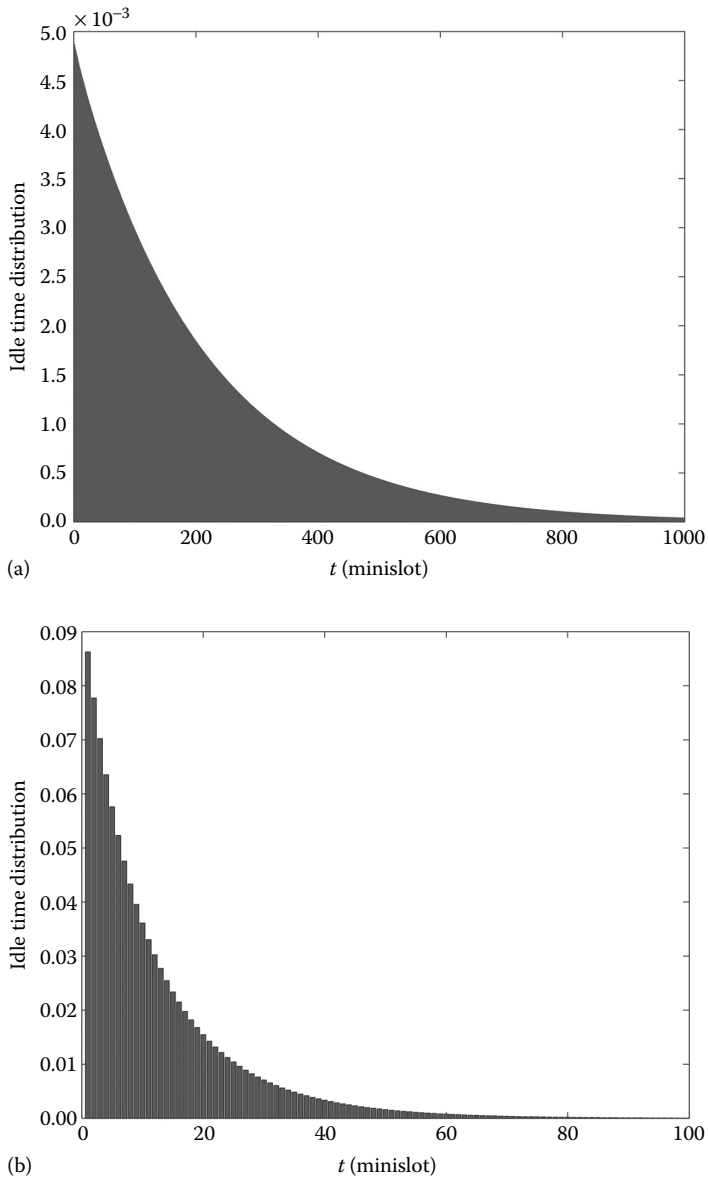 × 10⁻³
5.0
4.5
4.0
3.5
3.0
2.5
2.0
1.5
1.0
0.5
0.0
Idle time distribution
0 200 400 600 800 1000
t (minislot)
(a)
0.09
0.08
0.07
0.06
0.05
0.04
0.03
0.02
0.01
0.00
Idle time distribution
0 20 40 60 80 100
t (minislot)
(b)